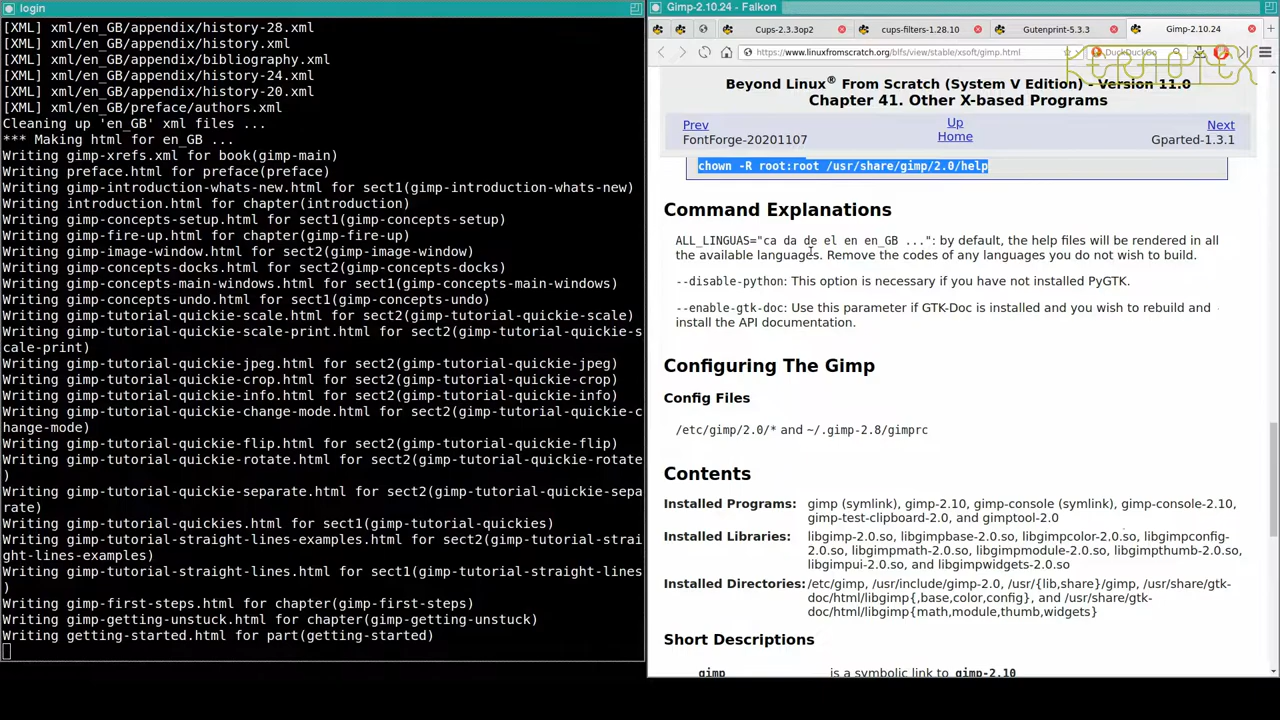 login
[XML] xml/en_GB/appendix/history-28.xml
[XML] xml/en_GB/appendix/history.xml
[XML] xml/en_GB/appendix/bibliography.xml
[XML] xml/en_GB/appendix/history-24.xml
[XML] xml/en_GB/appendix/history-20.xml
[XML] xml/en_GB/preface/authors.xml
Cleaning up 'en_GB' xml files ...
*** Making html for en_GB ...
Writing gimp-xrefs.xml for book(gimp-main)
Writing preface.html for preface(preface)
Writing gimp-introduction-whats-new.html for sect1(gimp-introduction-whats-new)
Writing introduction.html for chapter(introduction)
Writing gimp-concepts-setup.html for sect1(gimp-concepts-setup)
Writing gimp-fire-up.html for chapter(gimp-fire-up)
Writing gimp-image-window.html for sect2(gimp-image-window)
Writing gimp-concepts-docks.html for sect2(gimp-concepts-docks)
Writing gimp-concepts-main-windows.html for sect1(gimp-concepts-main-windows)
Writing gimp-concepts-undo.html for sect1(gimp-concepts-undo)
Writing gimp-tutorial-quickie-scale.html for sect2(gimp-tutorial-quickie-scale)
Writing gimp-tutorial-quickie-scale-print.html for sect2(gimp-tutorial-quickie-s
cale-print)
Writing gimp-tutorial-quickie-jpeg.html for sect2(gimp-tutorial-quickie-jpeg)
Writing gimp-tutorial-quickie-crop.html for sect2(gimp-tutorial-quickie-crop)
Writing gimp-tutorial-quickie-info.html for sect2(gimp-tutorial-quickie-info)
Writing gimp-tutorial-quickie-change-mode.html for sect2(gimp-tutorial-quickie-c
hange-mode)
Writing gimp-tutorial-quickie-flip.html for sect2(gimp-tutorial-quickie-flip)
Writing gimp-tutorial-quickie-rotate.html for sect2(gimp-tutorial-quickie-rotate
)
Writing gimp-tutorial-quickie-separate.html for sect2(gimp-tutorial-quickie-sepa
rate)
Writing gimp-tutorial-quickies.html for sect1(gimp-tutorial-quickies)
Writing gimp-tutorial-straight-lines-examples.html for sect2(gimp-tutorial-strai
ght-lines-examples)
Writing gimp-tutorial-straight-lines.html for sect1(gimp-tutorial-straight-lines
)
Writing gimp-first-steps.html for chapter(gimp-first-steps)
Writing gimp-getting-unstuck.html for chapter(gimp-getting-unstuck)
Writing getting-started.html for part(getting-started)
Gimp-2.10.24 - Falkon
Cups-2.3.3op2
cups-filters-1.28.10
Gutenprint-5.3.3
Gimp-2.10.24
https://www.linuxfromscratch.org/blfs/view/stable/xsoft/gimp.html
DuckDuckGo
KERNOTEX
Beyond Linux® From Scratch (System V Edition) - Version 11.0
Chapter 41. Other X-based Programs
Prev Up Next
FontForge-20201107 Home Gparted-1.3.1
chown -R root:root /usr/share/gimp/2.0/help
Command Explanations
ALL_LINGUAS="ca da de el en en_GB ...": by default, the help files will be rendered in all
the available languages. Remove the codes of any languages you do not wish to build.
--disable-python: This option is necessary if you have not installed PyGTK.
--enable-gtk-doc: Use this parameter if GTK-Doc is installed and you wish to rebuild and
install the API documentation.
Configuring The Gimp
Config Files
/etc/gimp/2.0/* and ~/.gimp-2.8/gimprc
Contents
Installed Programs: gimp (symlink), gimp-2.10, gimp-console (symlink), gimp-console-2.10,
gimp-test-clipboard-2.0, and gimptool-2.0
Installed Libraries: libgimp-2.0.so, libgimpbase-2.0.so, libgimpcolor-2.0.so, libgimpconfig-
2.0.so, libgimpmath-2.0.so, libgimpmodule-2.0.so, libgimpthumb-2.0.so,
libgimpui-2.0.so, and libgimpwidgets-2.0.so
Installed Directories: /etc/gimp, /usr/include/gimp-2.0, /usr/{lib,share}/gimp, /usr/share/gtk-
doc/html/libgimp{,base,color,config}, and /usr/share/gtk-
doc/html/libgimp{math,module,thumb,widgets}
Short Descriptions
gimp is a symbolic link to gimp-2.10